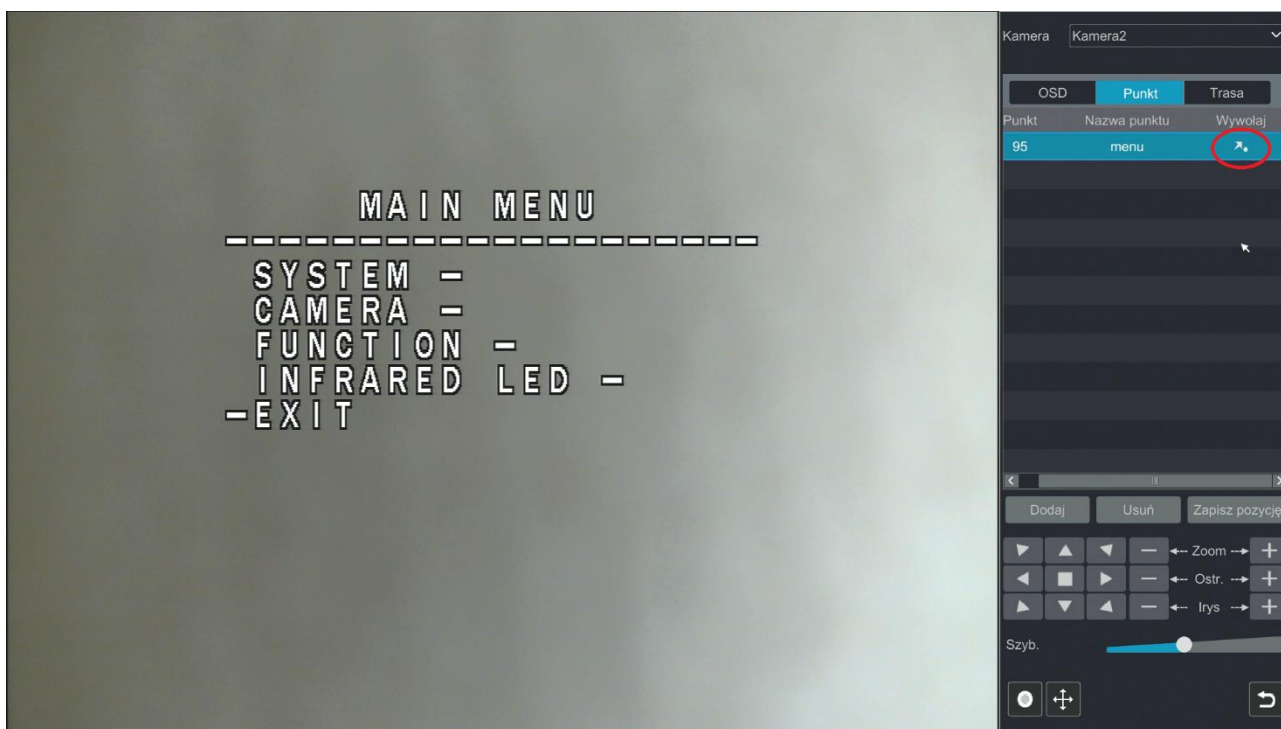 MAIN MENU
SYSTEM –
CAMERA –
FUNCTION –
INFRARED LED –
–EXIT
Kamera Kamera2
OSD Punkt Trasa
Punkt Nazwa punktu Wywołaj
95 menu
Dodaj Usuń Zapisz pozycję
Zoom
Ostr.
Irys
Szyb.